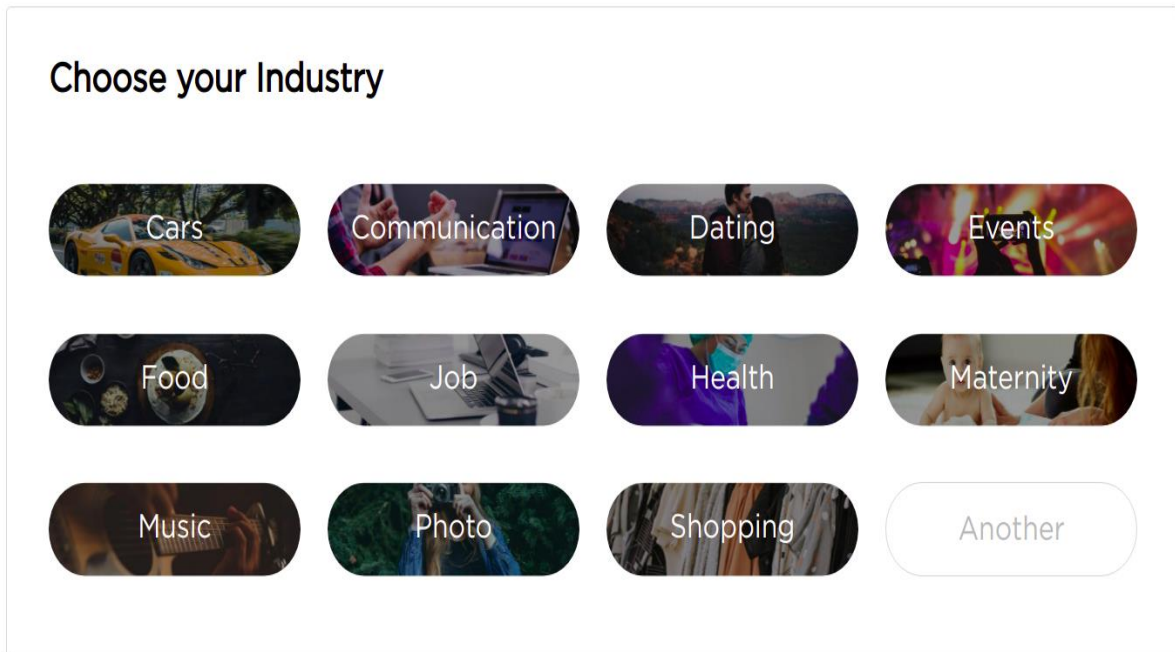 Choose your Industry
Cars
Communication
Dating
Events
Food
Job
Health
Maternity
Music
Photo
Shopping
Another